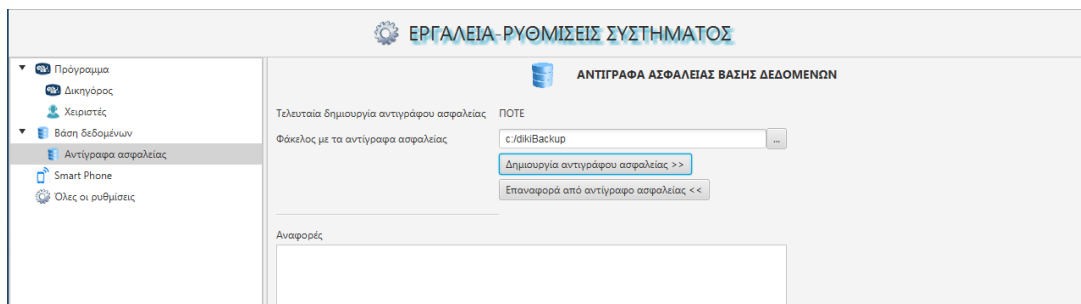 ΕΡΓΑΛΕΙΑ-ΡΥΘΜΙΣΕΙΣ ΣΥΣΤΗΜΑΤΟΣ
Πρόγραμμα
Δικηγόρος
Χειριστές
Βάση δεδομένων
Αντίγραφα ασφαλείας
Smart Phone
Όλες οι ρυθμίσεις
ΑΝΤΙΓΡΑΦΑ ΑΣΦΑΛΕΙΑΣ ΒΑΣΗΣ ΔΕΔΟΜΕΝΩΝ
Τελευταία δημιουργία αντιγράφου ασφαλείας ΠΟΤΕ
Φάκελος με τα αντίγραφα ασφαλείας c:/dikiBackup ...
Δημιουργία αντιγράφου ασφαλείας >>
Επαναφορά από αντίγραφο ασφαλείας <<
Αναφορές